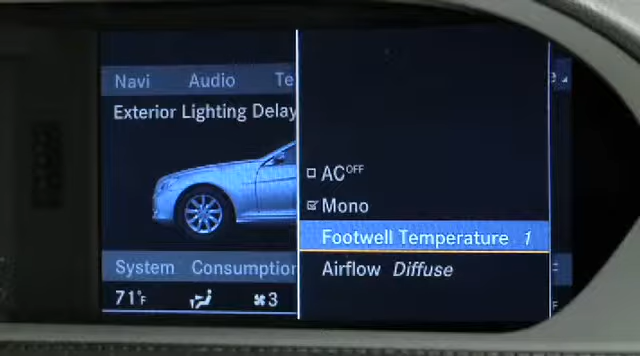 Navi Audio Te
Exterior Lighting Delay
AC OFF
Mono
Footwell Temperature 1
Airflow Diffuse
System Consumption
71°F 3